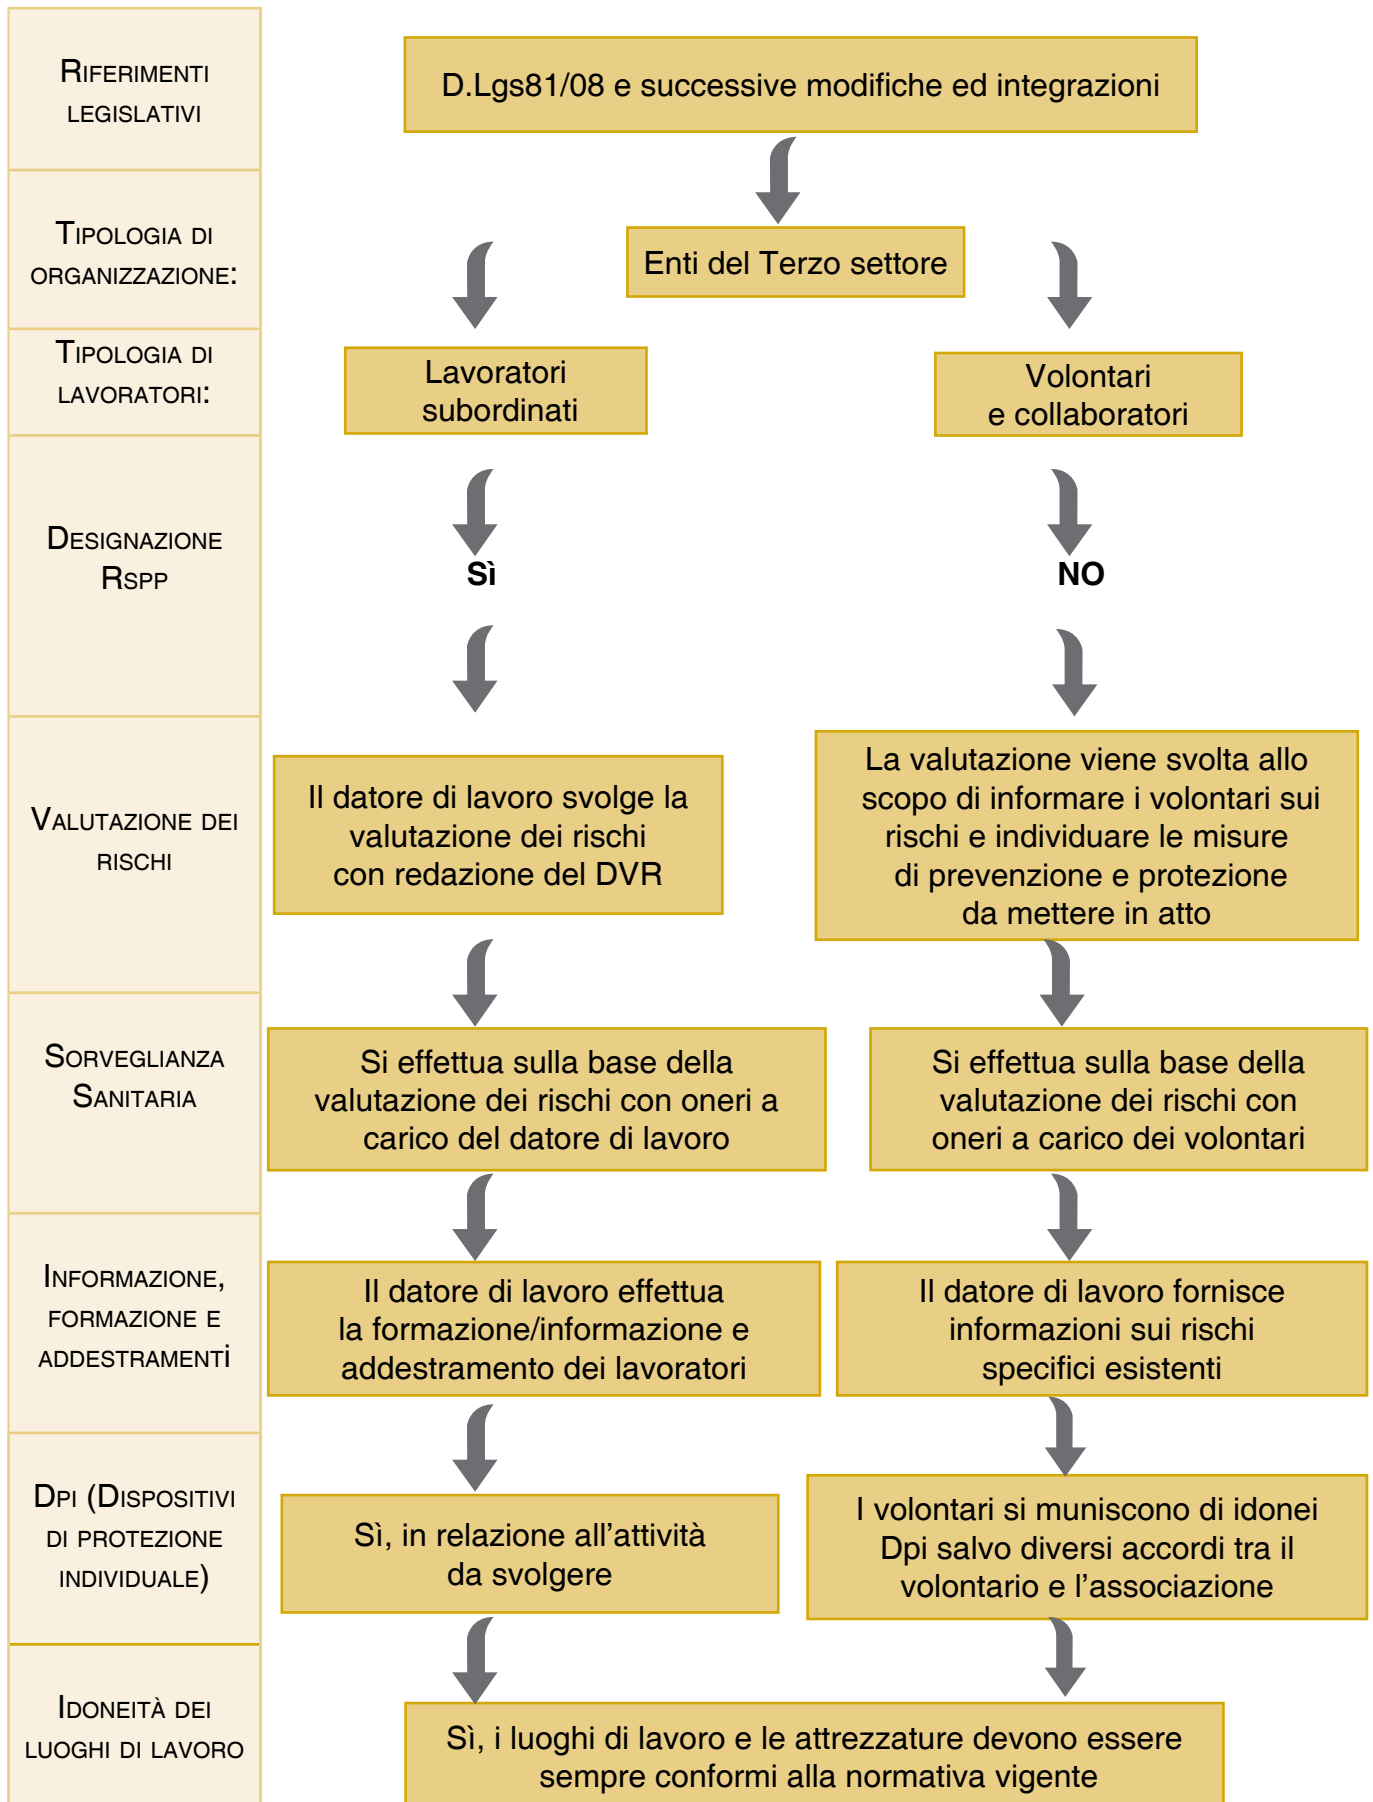 RIFERIMENTI
LEGISLATIVI
D.Lgs81/08 e successive modifiche ed integrazioni
TIPOLOGIA DI
ORGANIZZAZIONE:
Enti del Terzo settore
TIPOLOGIA DI
LAVORATORI:
Lavoratori
subordinati
Volontari
e collaboratori
DESIGNAZIONE
RSPP
Sì
NO
VALUTAZIONE DEI
RISCHI
Il datore di lavoro svolge la
valutazione dei rischi
con redazione del DVR
La valutazione viene svolta allo
scopo di informare i volontari sui
rischi e individuare le misure
di prevenzione e protezione
da mettere in atto
SORVEGLIANZA
SANITARIA
Si effettua sulla base della
valutazione dei rischi con oneri a
carico del datore di lavoro
Si effettua sulla base della
valutazione dei rischi con
oneri a carico dei volontari
INFORMAZIONE,
FORMAZIONE E
ADDESTRAMENTi
Il datore di lavoro effettua
la formazione/informazione e
addestramento dei lavoratori
Il datore di lavoro fornisce
informazioni sui rischi
specifici esistenti
DPI (DISPOSITIVI
DI PROTEZIONE
INDIVIDUALE)
Sì, in relazione all'attività
da svolgere
I volontari si muniscono di idonei
Dpi salvo diversi accordi tra il
volontario e l'associazione
IDONEITÀ DEI
LUOGHI DI LAVORO
Sì, i luoghi di lavoro e le attrezzature devono essere
sempre conformi alla normativa vigente